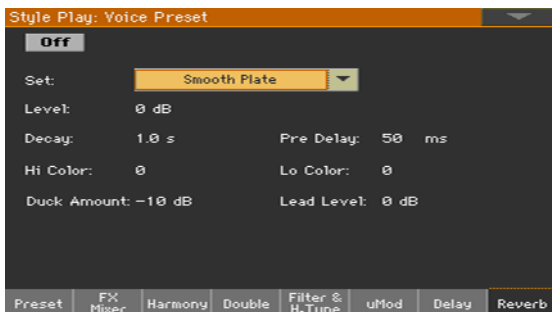 Style Play: Voice Preset
Off
Set: Smooth Plate
Level: 0 dB
Decay: 1.0 s Pre Delay: 50 ms
Hi Color: 0 Lo Color: 0
Duck Amount: -10 dB Lead Level: 0 dB
Preset FX Mixer Harmony Double Filter & H.Tune uMod Delay Reverb